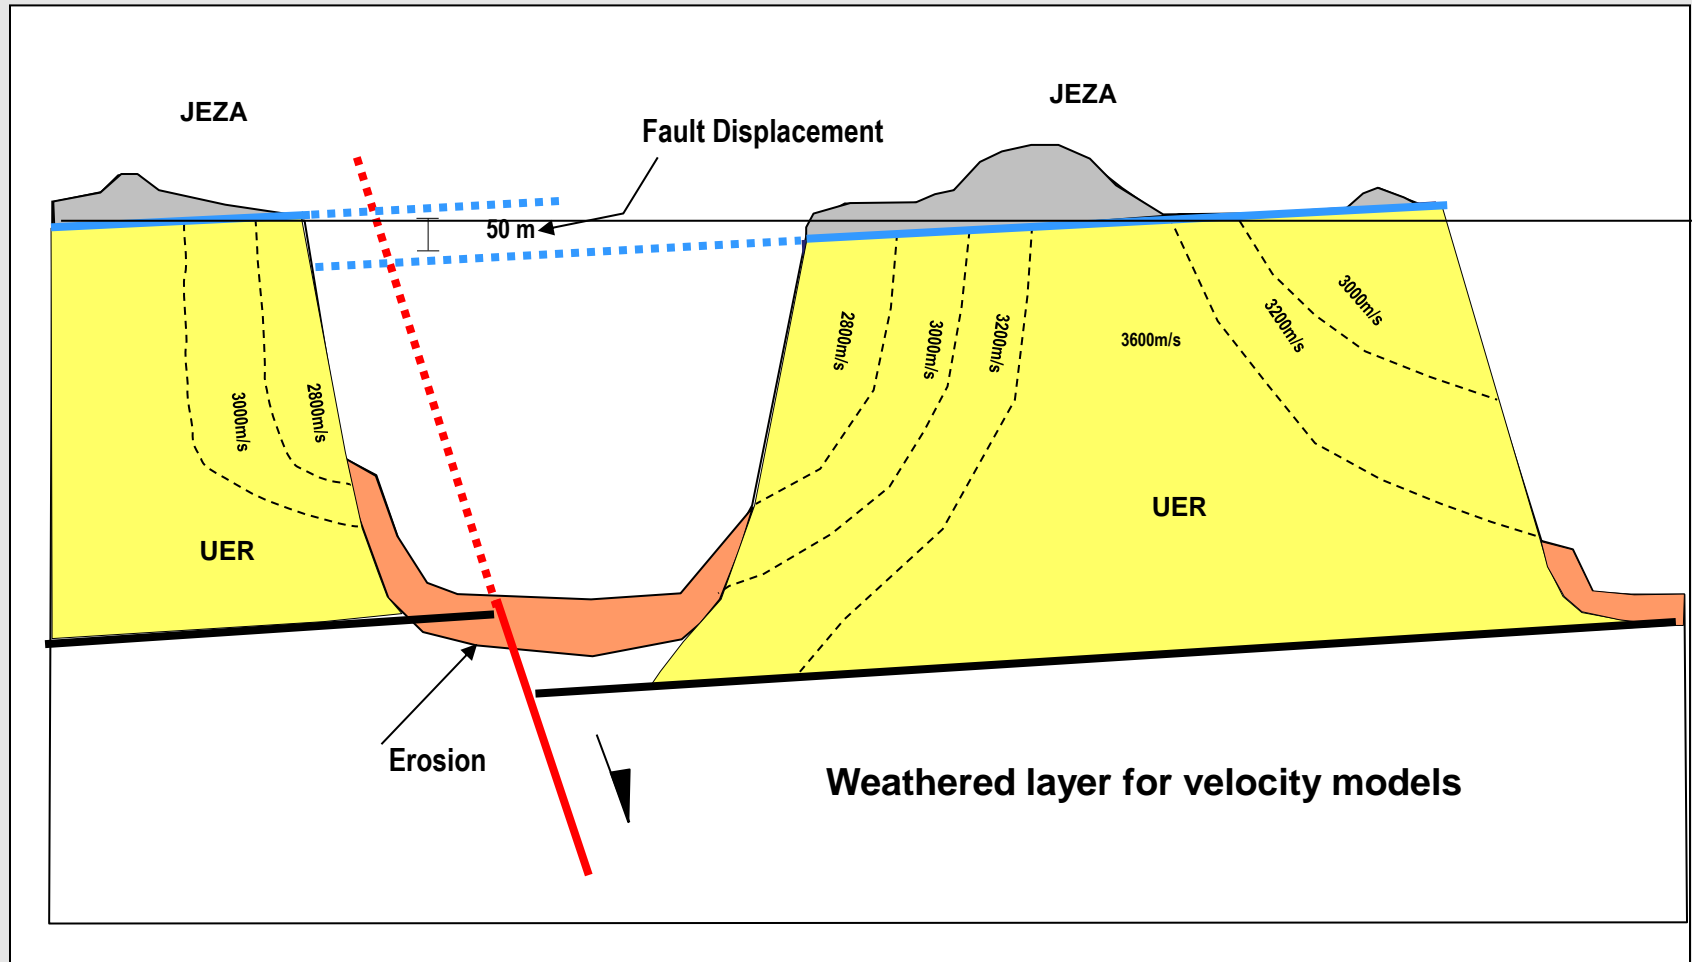 JEZA
JEZA
Fault Displacement
50 m
2800m/s
3000m/s
3200m/s
3600m/s
3200m/s
3000m/s
3000m/s
2800m/s
UER
UER
Erosion
Weathered layer for velocity models